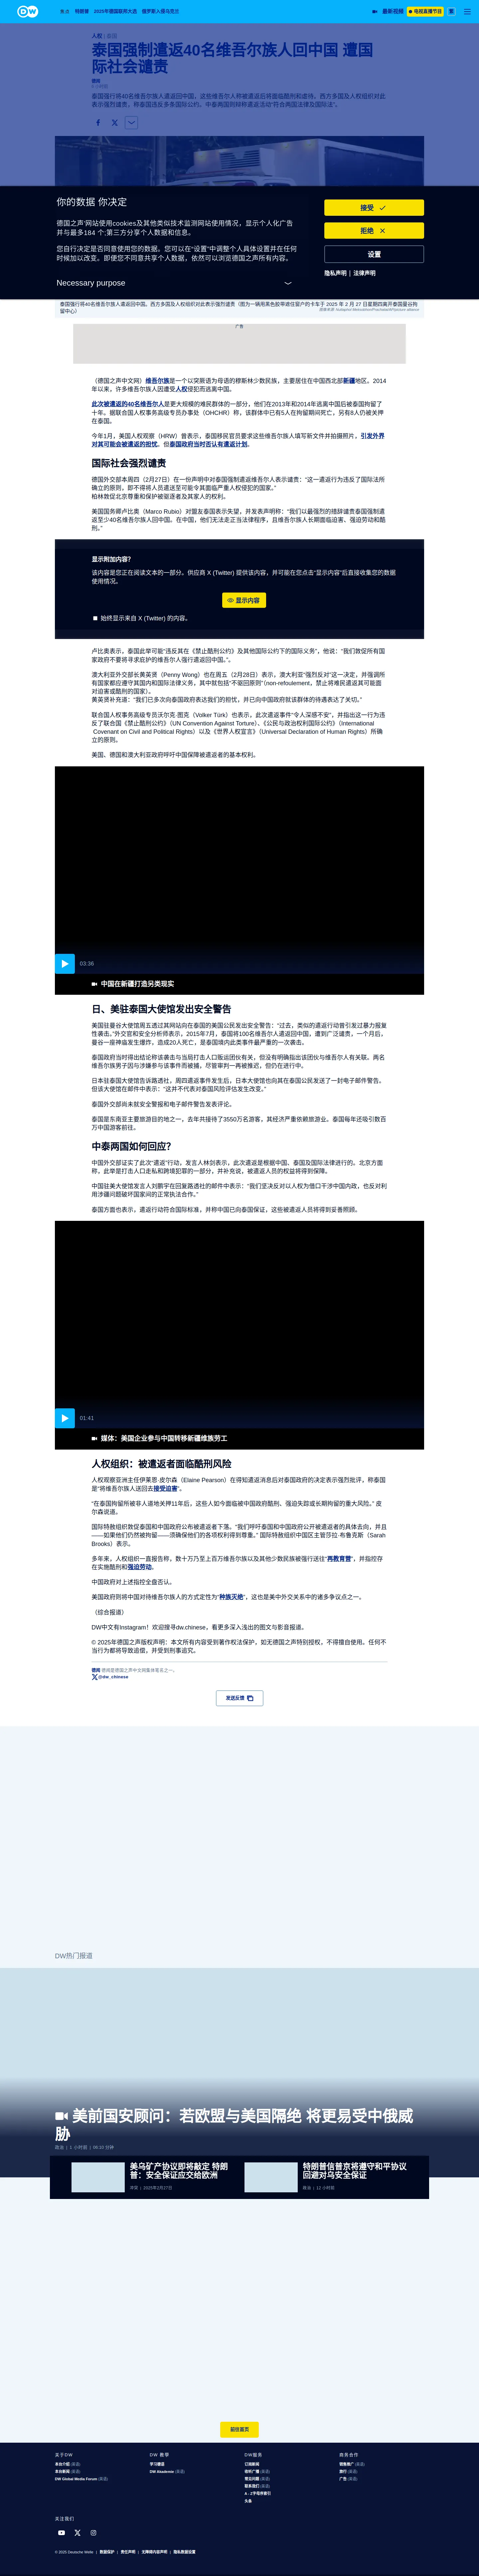 焦点 特朗普 2025年德国联邦大选 俄罗斯入侵乌克兰 最新视频 电视直播节目
人权 | 泰国
泰国强制遣返40名维吾尔族人回中国 遭国
际社会谴责
泰国强行将40名维吾尔族人遣返回中国。这些维吾尔人称被遣返后将面临酷刑和虐待。西方多国及人权组织对此
表示强烈谴责，称泰国违反多条国际公约。中泰两国则辩称遣返活动"符合两国法律及国际法"。
你的数据 你决定
德国之声¹网站使用cookies及其他类似技术监测网站使用情况，显示个人化广告
并与最多184 个¹第三方分享个人数据和信息。
您自行决定是否同意使用您的数据。您可以在"设置"中调整个人具体设置并在任何
时候加以改变。即使您不同意共享个人数据，依然可以浏览德国之声所有内容。
Necessary purpose
接受
拒绝
设置
隐私声明 | 法律声明
泰国强行将40名维吾尔族人遣返回中国。西方多国及人权组织对此表示强烈谴责（图为一辆用黑色胶带遮住窗户的卡车于 2025 年 2 月 27 日星期四离开泰国曼谷拘
留中心）
广告
（德国之声中文网）维吾尔族是一个以突厥语为母语的穆斯林少数民族，主要居住在中国西北部新疆地区。2014
年以来，许多维吾尔族人因遭受人权侵犯而逃离中国。
此次被遣返的40名维吾尔人是更大规模的难民群体的一部分，他们在2013年和2014年逃离中国后被泰国拘留了
十年。据联合国人权事务高级专员办事处（OHCHR）称，该群体中已有5人在拘留期间死亡，另有8人仍被关押
在泰国。
今年1月，美国人权观察（HRW）曾表示，泰国移民官员要求这些维吾尔族人填写新文件并拍摄照片，引发外界
对其可能会被遣返的担忧。但泰国政府当时否认有遣返计划。
国际社会强烈谴责
德国外交部本周四（2月27日）在一份声明中对泰国强制遣返维吾尔人表示谴责："这一遣返行为违反了国际法所
确立的原则，即不得将人员遣送至可能令其面临严重人权侵犯的国家。"
柏林敦促北京尊重和保护被驱逐者及其家人的权利。
美国国务卿卢比奥（Marco Rubio）对盟友泰国表示失望，并发表声明称："我们以最强烈的措辞谴责泰国强制遣
返至少40名维吾尔族人回中国。在中国，他们无法走正当法律程序，且维吾尔族人长期面临迫害、强迫劳动和酷
刑。"
显示附加内容？
该内容是您正在阅读文本的一部分。供应商 X (Twitter) 提供该内容，并可能在您点击"显示内容"后直接收集您的数据
使用情况。
显示内容
始终显示来自 X (Twitter) 的内容。
卢比奥表示，泰国此举可能"违反其在《禁止酷刑公约》及其他国际公约下的国际义务"，他说："我们敦促所有国
家政府不要将寻求庇护的维吾尔人强行遣返回中国。"。
澳大利亚外交部长黄英贤（Penny Wong）也在周五（2月28日）表示，澳大利亚"强烈反对"这一决定，并强调所
有国家都应遵守其国内和国际法律义务，其中就包括"不驱回原则"（non-refoulement，禁止将难民遣返其可能面
对迫害或酷刑的国家）。
黄英贤补充道："我们已多次向泰国政府表达我们的担忧，并已向中国政府就该群体的待遇表达了关切。"
联合国人权事务高级专员沃尔克·图克（Volker Türk）也表示，此次遣返事件"令人深感不安"，并指出这一行为违
反了联合国《禁止酷刑公约》（UN Convention Against Torture）、《公民与政治权利国际公约》（International
Covenant on Civil and Political Rights）以及《世界人权宣言》（Universal Declaration of Human Rights）所确
立的原则。
美国、德国和澳大利亚政府呼吁中国保障被遣返者的基本权利。
03:36
中国在新疆打造另类现实
日、美驻泰国大使馆发出安全警告
美国驻曼谷大使馆周五透过其网站向在泰国的美国公民发出安全警告："过去，类似的遣返行动曾引发过暴力报复
性袭击。"外交官和安全分析师表示，2015年7月，泰国将100名维吾尔人遣返回中国，遭到广泛谴责，一个月后，
曼谷一座神庙发生爆炸，造成20人死亡，是泰国境内此类事件最严重的一次袭击。
泰国政府当时得出结论称该袭击与当局打击人口贩运团伙有关，但没有明确指出该团伙与维吾尔人有关联。两名
维吾尔族男子因与涉嫌参与该事件而被捕，尽管审判一再被推迟，但仍在进行中。
日本驻泰国大使馆告诉路透社，周四遣返事件发生后，日本大使馆也向其在泰国公民发送了一封电子邮件警告。
但该大使馆在邮件中表示："这并不代表对泰国风险评估发生改变。"
泰国外交部尚未就安全警报和电子邮件警告发表评论。
泰国是东南亚主要旅游目的地之一，去年共接待了3550万名游客，其经济严重依赖旅游业。泰国每年还吸引数百
万中国游客前往。
中泰两国如何回应？
中国外交部证实了此次"遣返"行动，发言人林剑表示，此次遣返是根据中国、泰国及国际法律进行的。北京方面
称，此举是打击人口走私和跨境犯罪的一部分，并补充说，被遣返人员的权益将得到保障。
中国驻美大使馆发言人刘鹏宇在回复路透社的邮件中表示："我们坚决反对以人权为借口干涉中国内政，也反对利
用涉疆问题破坏国家间的正常执法合作。"
泰国方面也表示，遣返行动符合国际标准，并称中国已向泰国保证，这些被遣返人员将得到妥善照顾。
01:41
媒体：美国企业参与中国转移新疆维族劳工
人权组织：被遣返者面临酷刑风险
人权观察亚洲主任伊莱恩·皮尔森（Elaine Pearson）在得知遣返消息后对泰国政府的决定表示强烈批评，称泰国
是"将维吾尔族人送回去接受迫害"。
"在泰国拘留所被非人道地关押11年后，这些人如今面临被中国政府酷刑、强迫失踪或长期拘留的重大风险。" 皮
尔森说道。
国际特赦组织敦促泰国和中国政府公布被遣返者下落。"我们呼吁泰国和中国政府公开被遣返者的具体去向，并且
——如果他们仍然被拘留——须确保他们的各项权利得到尊重。" 国际特赦组织中国区主管莎拉·布鲁克斯（Sarah
Brooks）表示。
多年来，人权组织一直报告称，数十万乃至上百万维吾尔族以及其他少数民族被强行送往"再教育营"，并指控存
在实施酷刑和强迫劳动。
中国政府对上述指控全盘否认。
美国政府则将中国对待维吾尔族人的方式定性为"种族灭绝"，这也是美中外交关系中的诸多争议点之一。
（综合报道）
DW中文有Instagram！欢迎搜寻dw.chinese，看更多深入浅出的图文与影音报道。
© 2025年德国之声版权声明：本文所有内容受到著作权法保护，如无德国之声特别授权，不得擅自使用。任何不
当行为都将导致追偿，并受到刑事追究。
@dw_chinese
发送反馈
DW热门报道
美前国安顾问：若欧盟与美国隔绝 将更易受中俄威
胁
政治 | 1 小时前 | 06:10 分钟
美乌矿产协议即将敲定 特朗
普：安全保证应交给欧洲
评论 | 2025年2月27日
特朗普信普京将遵守和平协议
回避对乌安全保证
政治 | 12 小时前
前往首页
关于DW
本台介绍 (英语)
本台新闻 (英语)
DW Global Media Forum (英语)
DW 教学
学习德语
DW Akademie (英语)
DW服务
订阅新闻
收听广播 (英语)
常见问题 (英语)
联系我们 (英语)
A - Z字母序索引
头条
商务合作
销售推广 (英语)
旅行 (英语)
广告 (英语)
关注我们
© 2025 Deutsche Welle | 数据保护 | 责任声明 | 无障碍内容声明 | 隐私数据设置